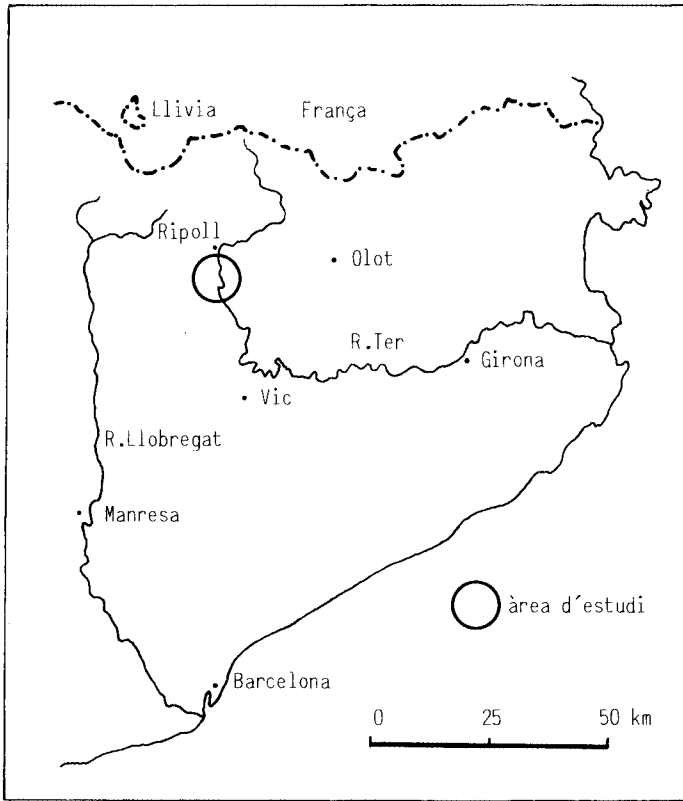 Llivia
França
Ripoll
Olot
R.Ter
Girona
Vic
R.Llobregat
Manresa
àrea d'estudi
Barcelona
0 25 50 km